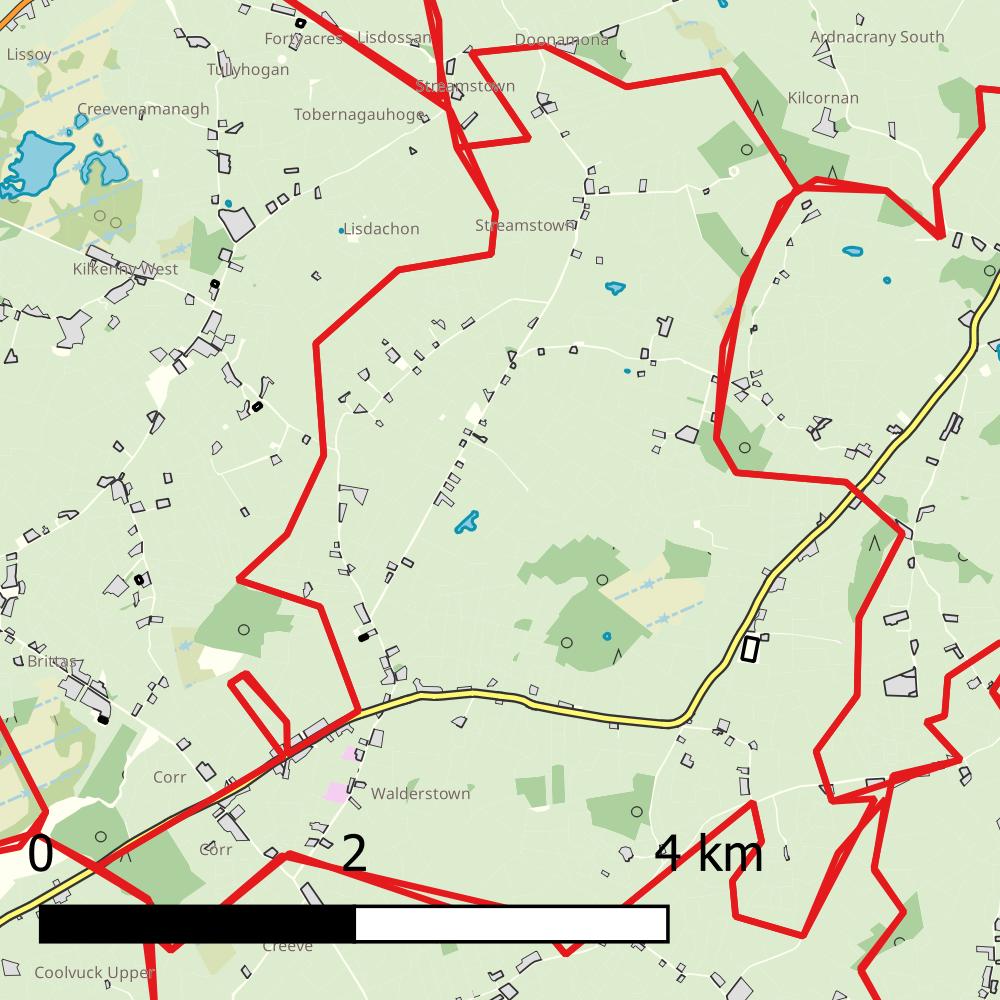 Fortyacres
Lisdossan
Doonamona
Ardnacrany South
Lissoy
Tullyhogan
Streamstown
Kilcornan
Creevenamanagh
Tobernagauhoge
Lisdachon
Streamstown
Kilkenny West
Brittas
Corr
Walderstown
Corr
0 2 4 km
Creeve
Coolvuck Upper